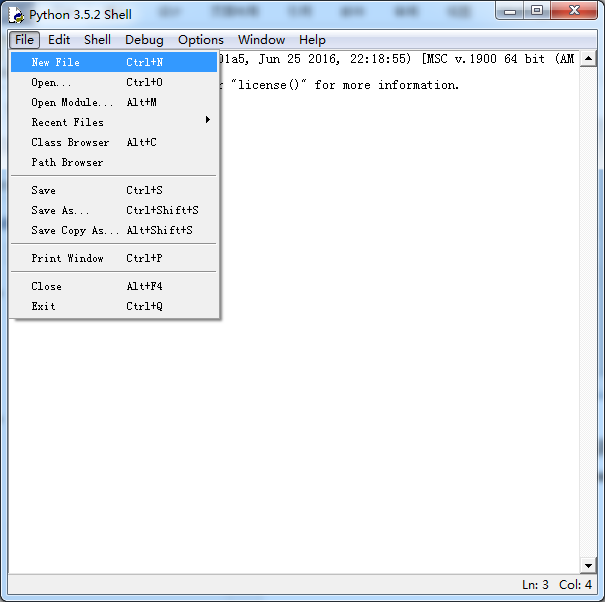 Python 3.5.2 Shell
File Edit Shell Debug Options Window Help
New File Ctrl+N
Open... Ctrl+O
Open Module... Alt+M
Recent Files
Class Browser Alt+C
Path Browser
Save Ctrl+S
Save As... Ctrl+Shift+S
Save Copy As... Alt+Shift+S
Print Window Ctrl+P
Close Alt+F4
Exit Ctrl+Q
01a5, Jun 25 2016, 22:18:55) [MSC v.1900 64 bit (AM
"license()" for more information.
Ln: 3 Col: 4